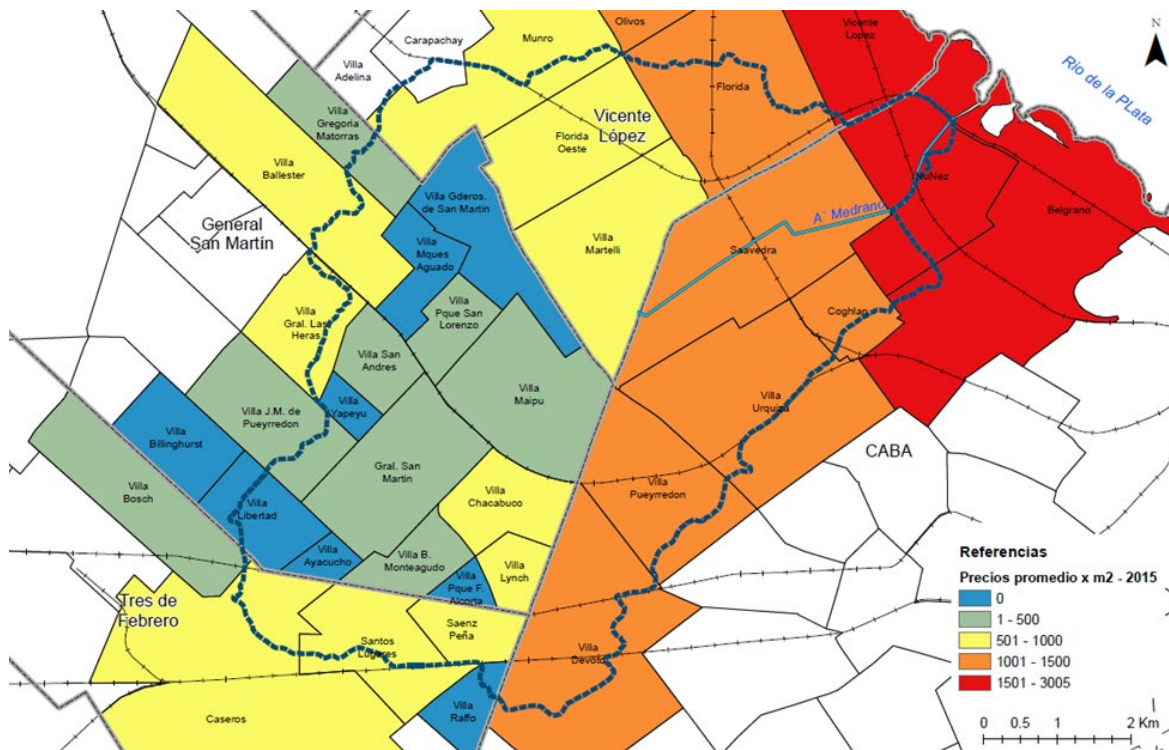 Olivos
Vicente
Lopez
N
Carapachay
Munro
Villa
Adelina
Florida
Rio de la PLata
Villa
Gregoria
Matorras
Vicente
López
Florida
Oeste
Villa
Ballester
NuÑez
Villa Gderos.
de San Martin
Belgrano
A° Medrano
General
San Martín
Villa
Martelli
Saavedra
Villa
Mques
Aguado
Villa
Pque San
Lorenzo
Villa
Gral. Las
Heras
Coghlan
Villa San
Andres
Villa
Maipu
Villa
Urquiza
Villa
Yapeyu
Villa J.M. de
Pueyrredon
Villa
Billinghurst
CABA
Gral. San
Martin
Villa
Bosch
Villa
Chacabuco
Villa
Pueyrredon
Villa
Libertad
Villa
Ayacucho
Villa B.
Monteagudo
Villa
Lynch
Villa
Pque F.
Alcorta
Tres de
Febrero
Saenz
Peña
Santos
Lugares
Villa
Devoto
Villa
Raffo
Caseros
Referencias
Precios promedio x m2 - 2015
0
1 - 500
501 - 1000
1001 - 1500
1501 - 3005
0 0.5 1 2 Km